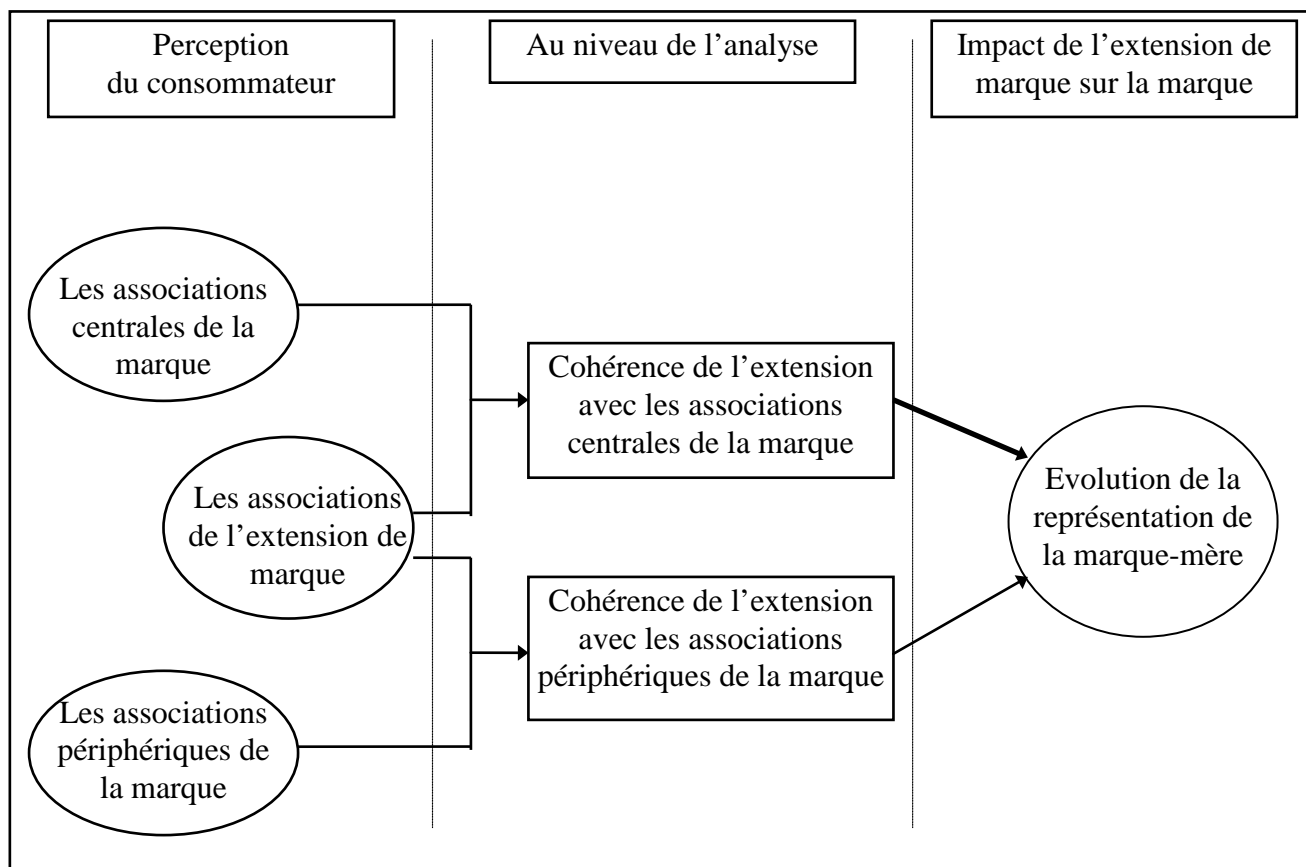 Perception
du consommateur
Au niveau de l’analyse
Impact de l’extension de
marque sur la marque
Les associations
centrales de la
marque
Les associations
de l’extension de
marque
Les associations
périphériques de
la marque
Cohérence de l’extension
avec les associations
centrales de la marque
Cohérence de l’extension
avec les associations
périphériques de la marque
Evolution de la
représentation de
la marque-mère